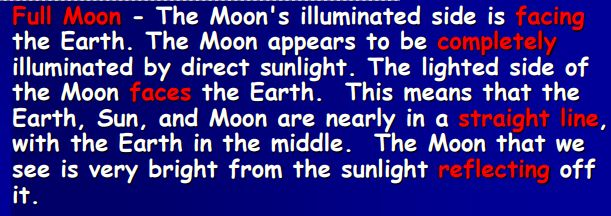 Full Moon - The Moon's illuminated side is facing
the Earth. The Moon appears to be completely
illuminated by direct sunlight. The lighted side of
the Moon faces the Earth.  This means that the
Earth, Sun, and Moon are nearly in a straight line,
with the Earth in the middle.  The Moon that we
see is very bright from the sunlight reflecting off
it.